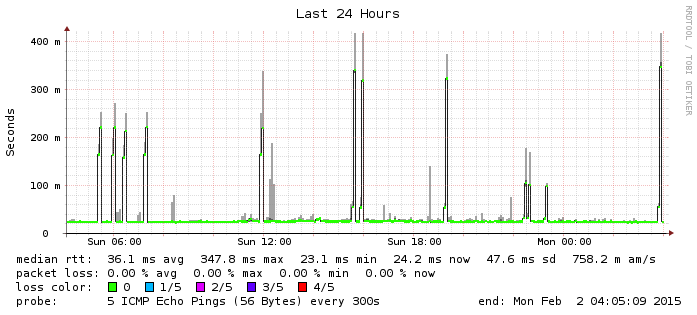 Last 24 Hours
RRDTOOL / TOBI OETIKER
Seconds
400 m
300 m
200 m
100 m
0
Sun 06:00 Sun 12:00 Sun 18:00 Mon 00:00
median rtt: 36.1 ms avg 347.8 ms max 23.1 ms min 24.2 ms now 47.6 ms sd 758.2 m am/s
packet loss: 0.00 % avg 0.00 % max 0.00 % min 0.00 % now
loss color: 0 1/5 2/5 3/5 4/5
probe: 5 ICMP Echo Pings (56 Bytes) every 300s end: Mon Feb 2 04:05:09 2015